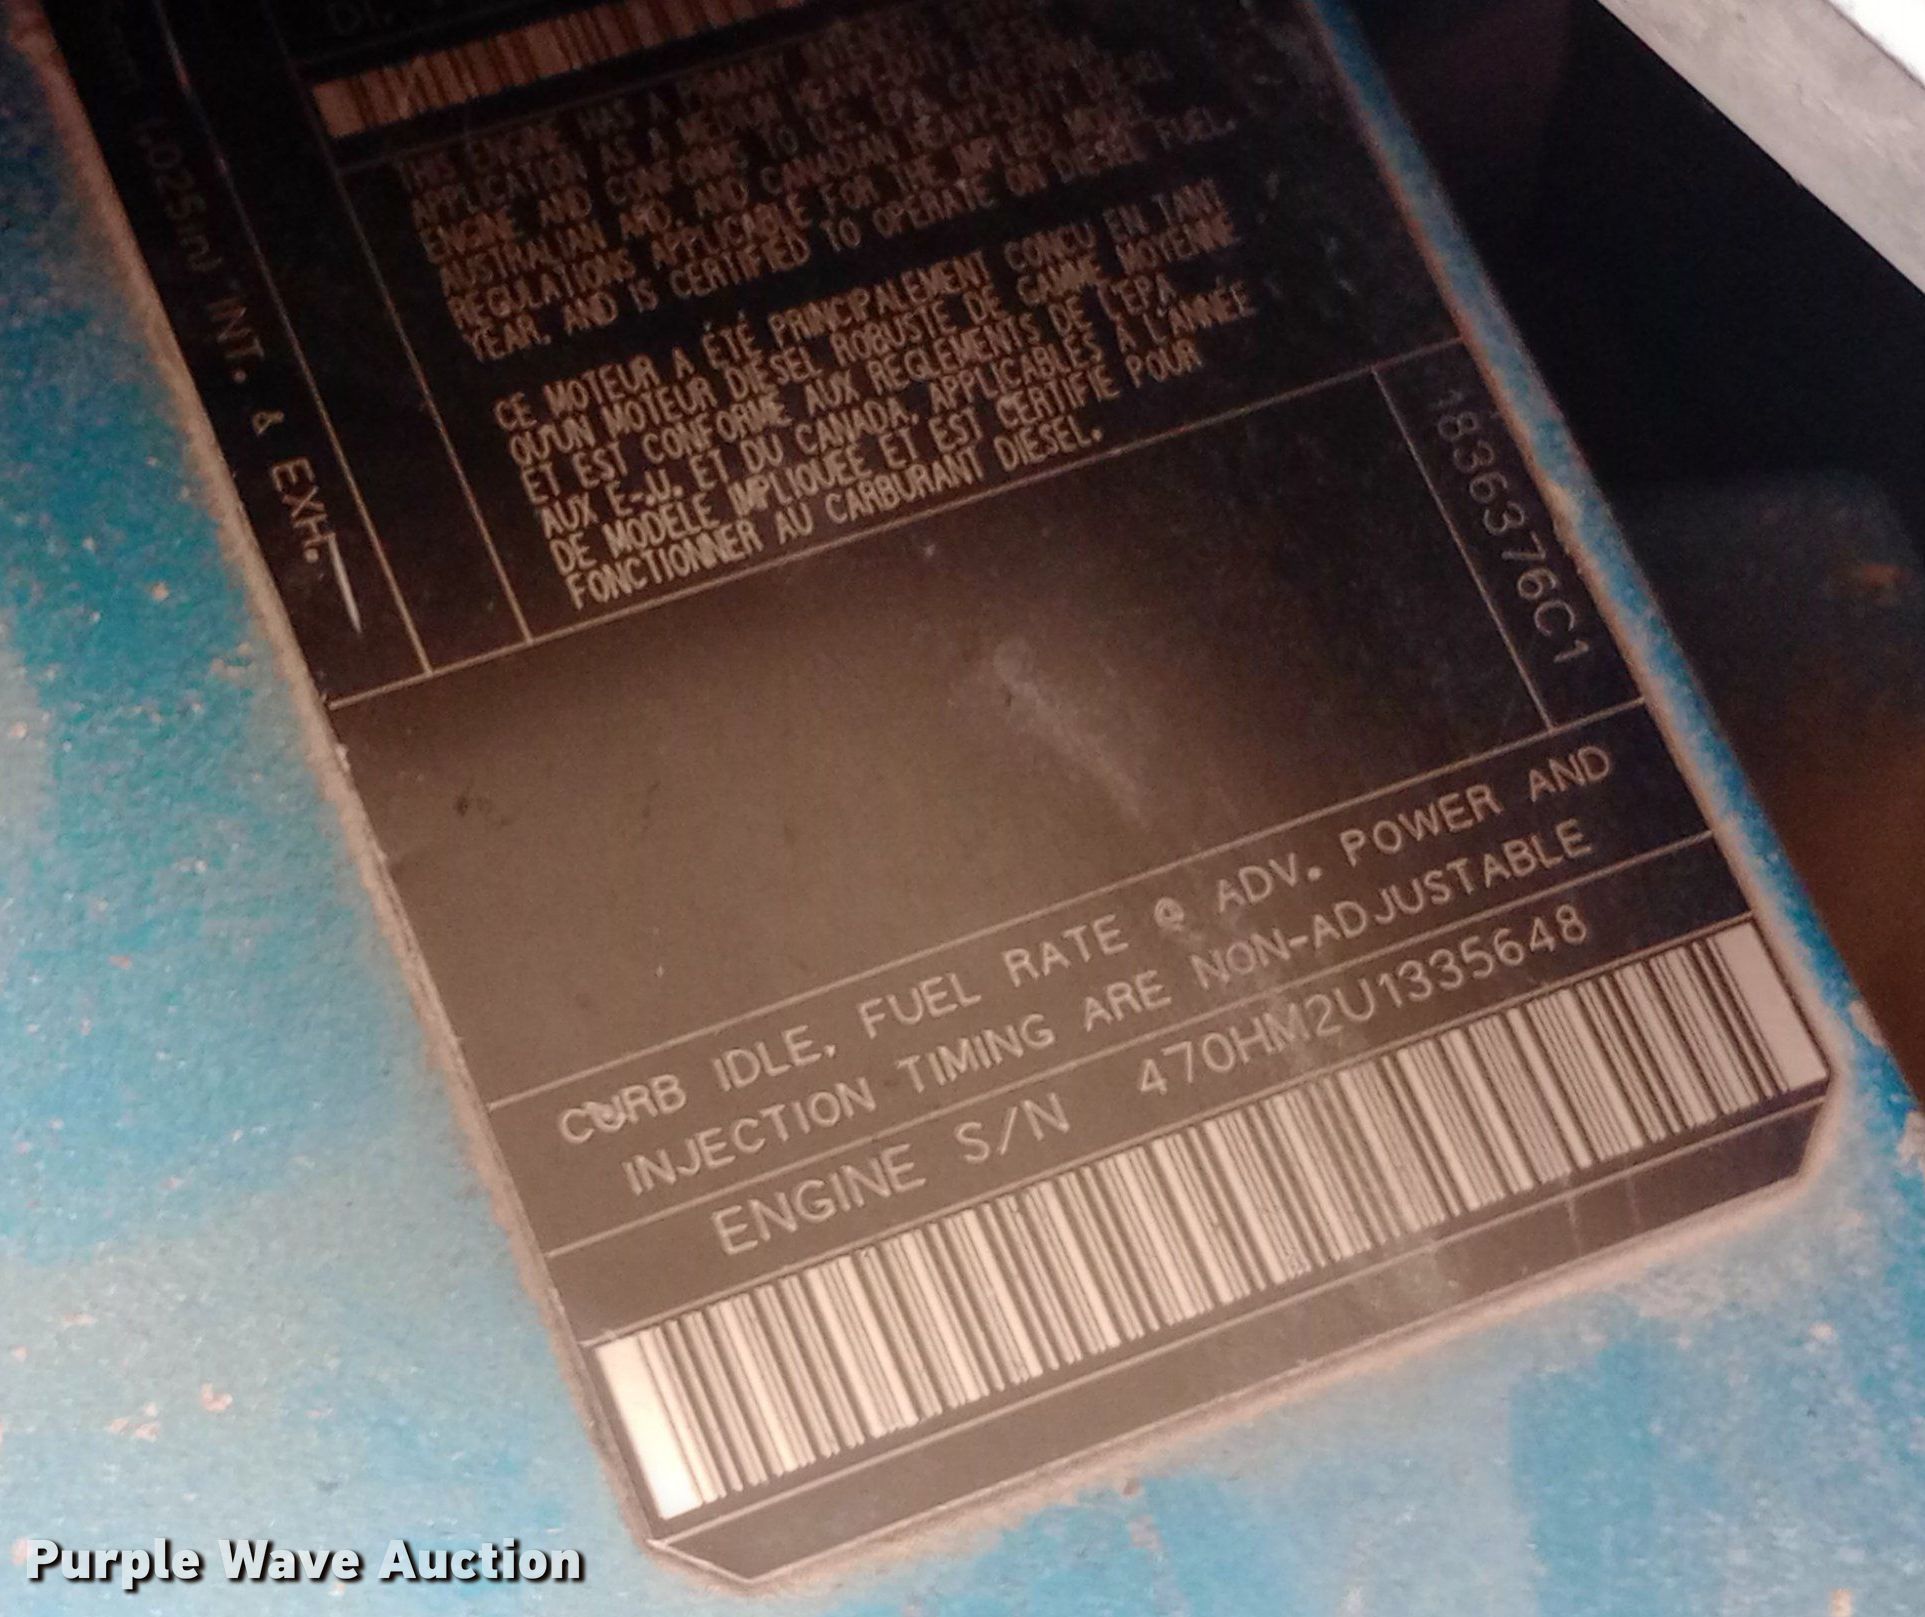 .025in) INT. & EXH.
THIS ENGINE HAS A PRIMARY INTENDED SERVICE
APPLICATION AS A MEDIUM HEAVY-DUTY DIESEL
ENGINE AND CONFORMS TO U.S. EPA, CALIFORNIA,
AUSTRALIAN AND, AND CANADIAN HEAVY-DUTY DIESEL
REGULATIONS APPLICABLE FOR THE IMPLIED MODEL
YEAR, AND IS CERTIFIED TO OPERATE ON DIESEL FUEL.
CE MOTEUR A ÉTÉ PRINCIPALEMENT CONCU EN TANT
QU'UN MOTEUR DIESEL ROBUSTE DE GAMME MOYENNE
ET EST CONFORME AUX REGLEMENTS DE L'EPA
AUX E-.U. ET DU CANADA, APPLICABLES A L'ANNÉE
DE MODELE IMPLIQUÉE ET EST CERTIFIE POUR
FONCTIONNER AU CARBURANT DIESEL.
1836376C1
CURB IDLE, FUEL RATE @ ADV. POWER AND
INJECTION TIMING ARE NON-ADJUSTABLE
ENGINE S/N 470HM2U1335648
Purple Wave Auction